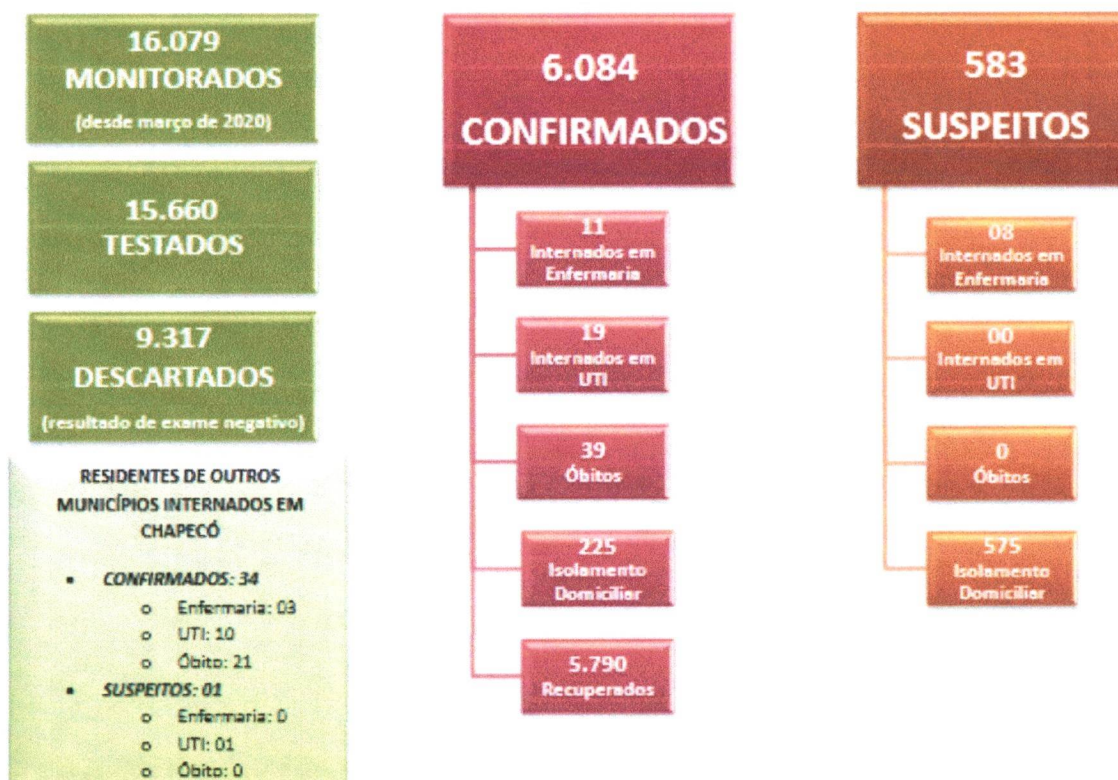 16.079
MONITORADOS
(desde março de 2020)
15.660
TESTADOS
9.317
DESCARTADOS
(resultado de exame negativo)
RESIDENTES DE OUTROS
MUNICÍPIOS INTERNADOS EM
CHAPECÓ
• CONFIRMADOS: 34
o Enfermaria: 03
o UTI: 10
o Óbito: 21
• SUSPEITOS: 01
o Enfermaria: 0
o UTI: 01
o Óbito: 0
6.084
CONFIRMADOS
11
Internados em
Enfermaria
19
Internados em
UTI
39
Óbitos
225
Isolamento
Domiciliar
5.790
Recuperados
583
SUSPEITOS
08
Internados em
Enfermaria
00
Internados em
UTI
0
Óbitos
575
Isolamento
Domiciliar